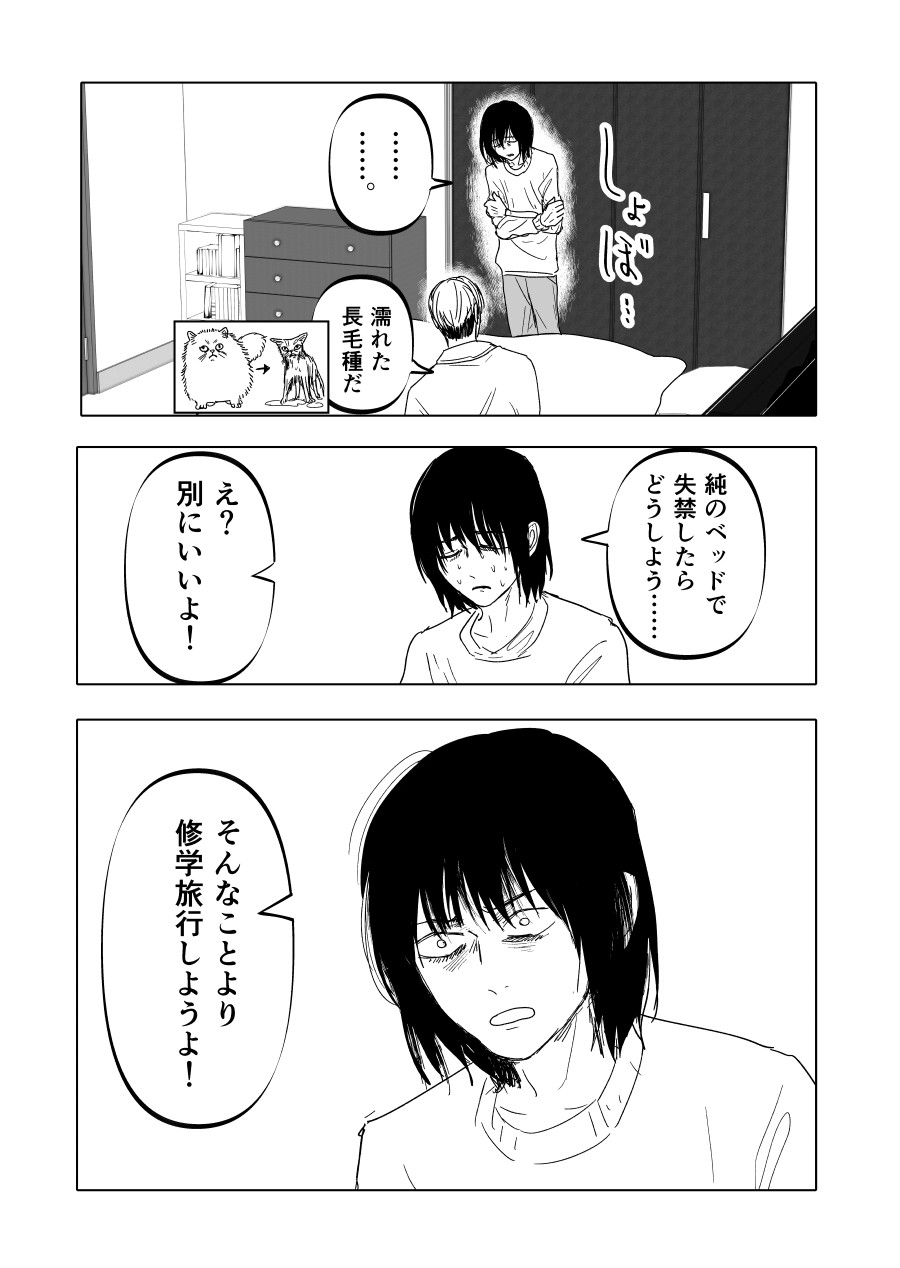 しょぼ…
………
………。
濡れた
長毛種だ
純のベッドで
失禁したら
どうしよう……
え?
別にいいよ!
そんなことより
修学旅行しようよ!